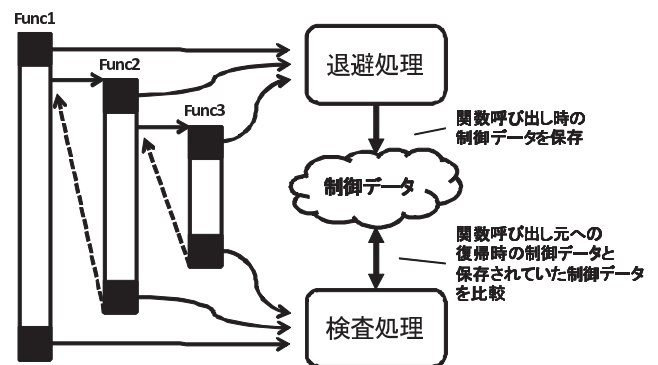 Func1
Func2
Func3
退避処理
関数呼び出し時の
制御データを保存
制御データ
関数呼び出し元への
復帰時の制御データと
保存されていた制御データ
を比較
検査処理